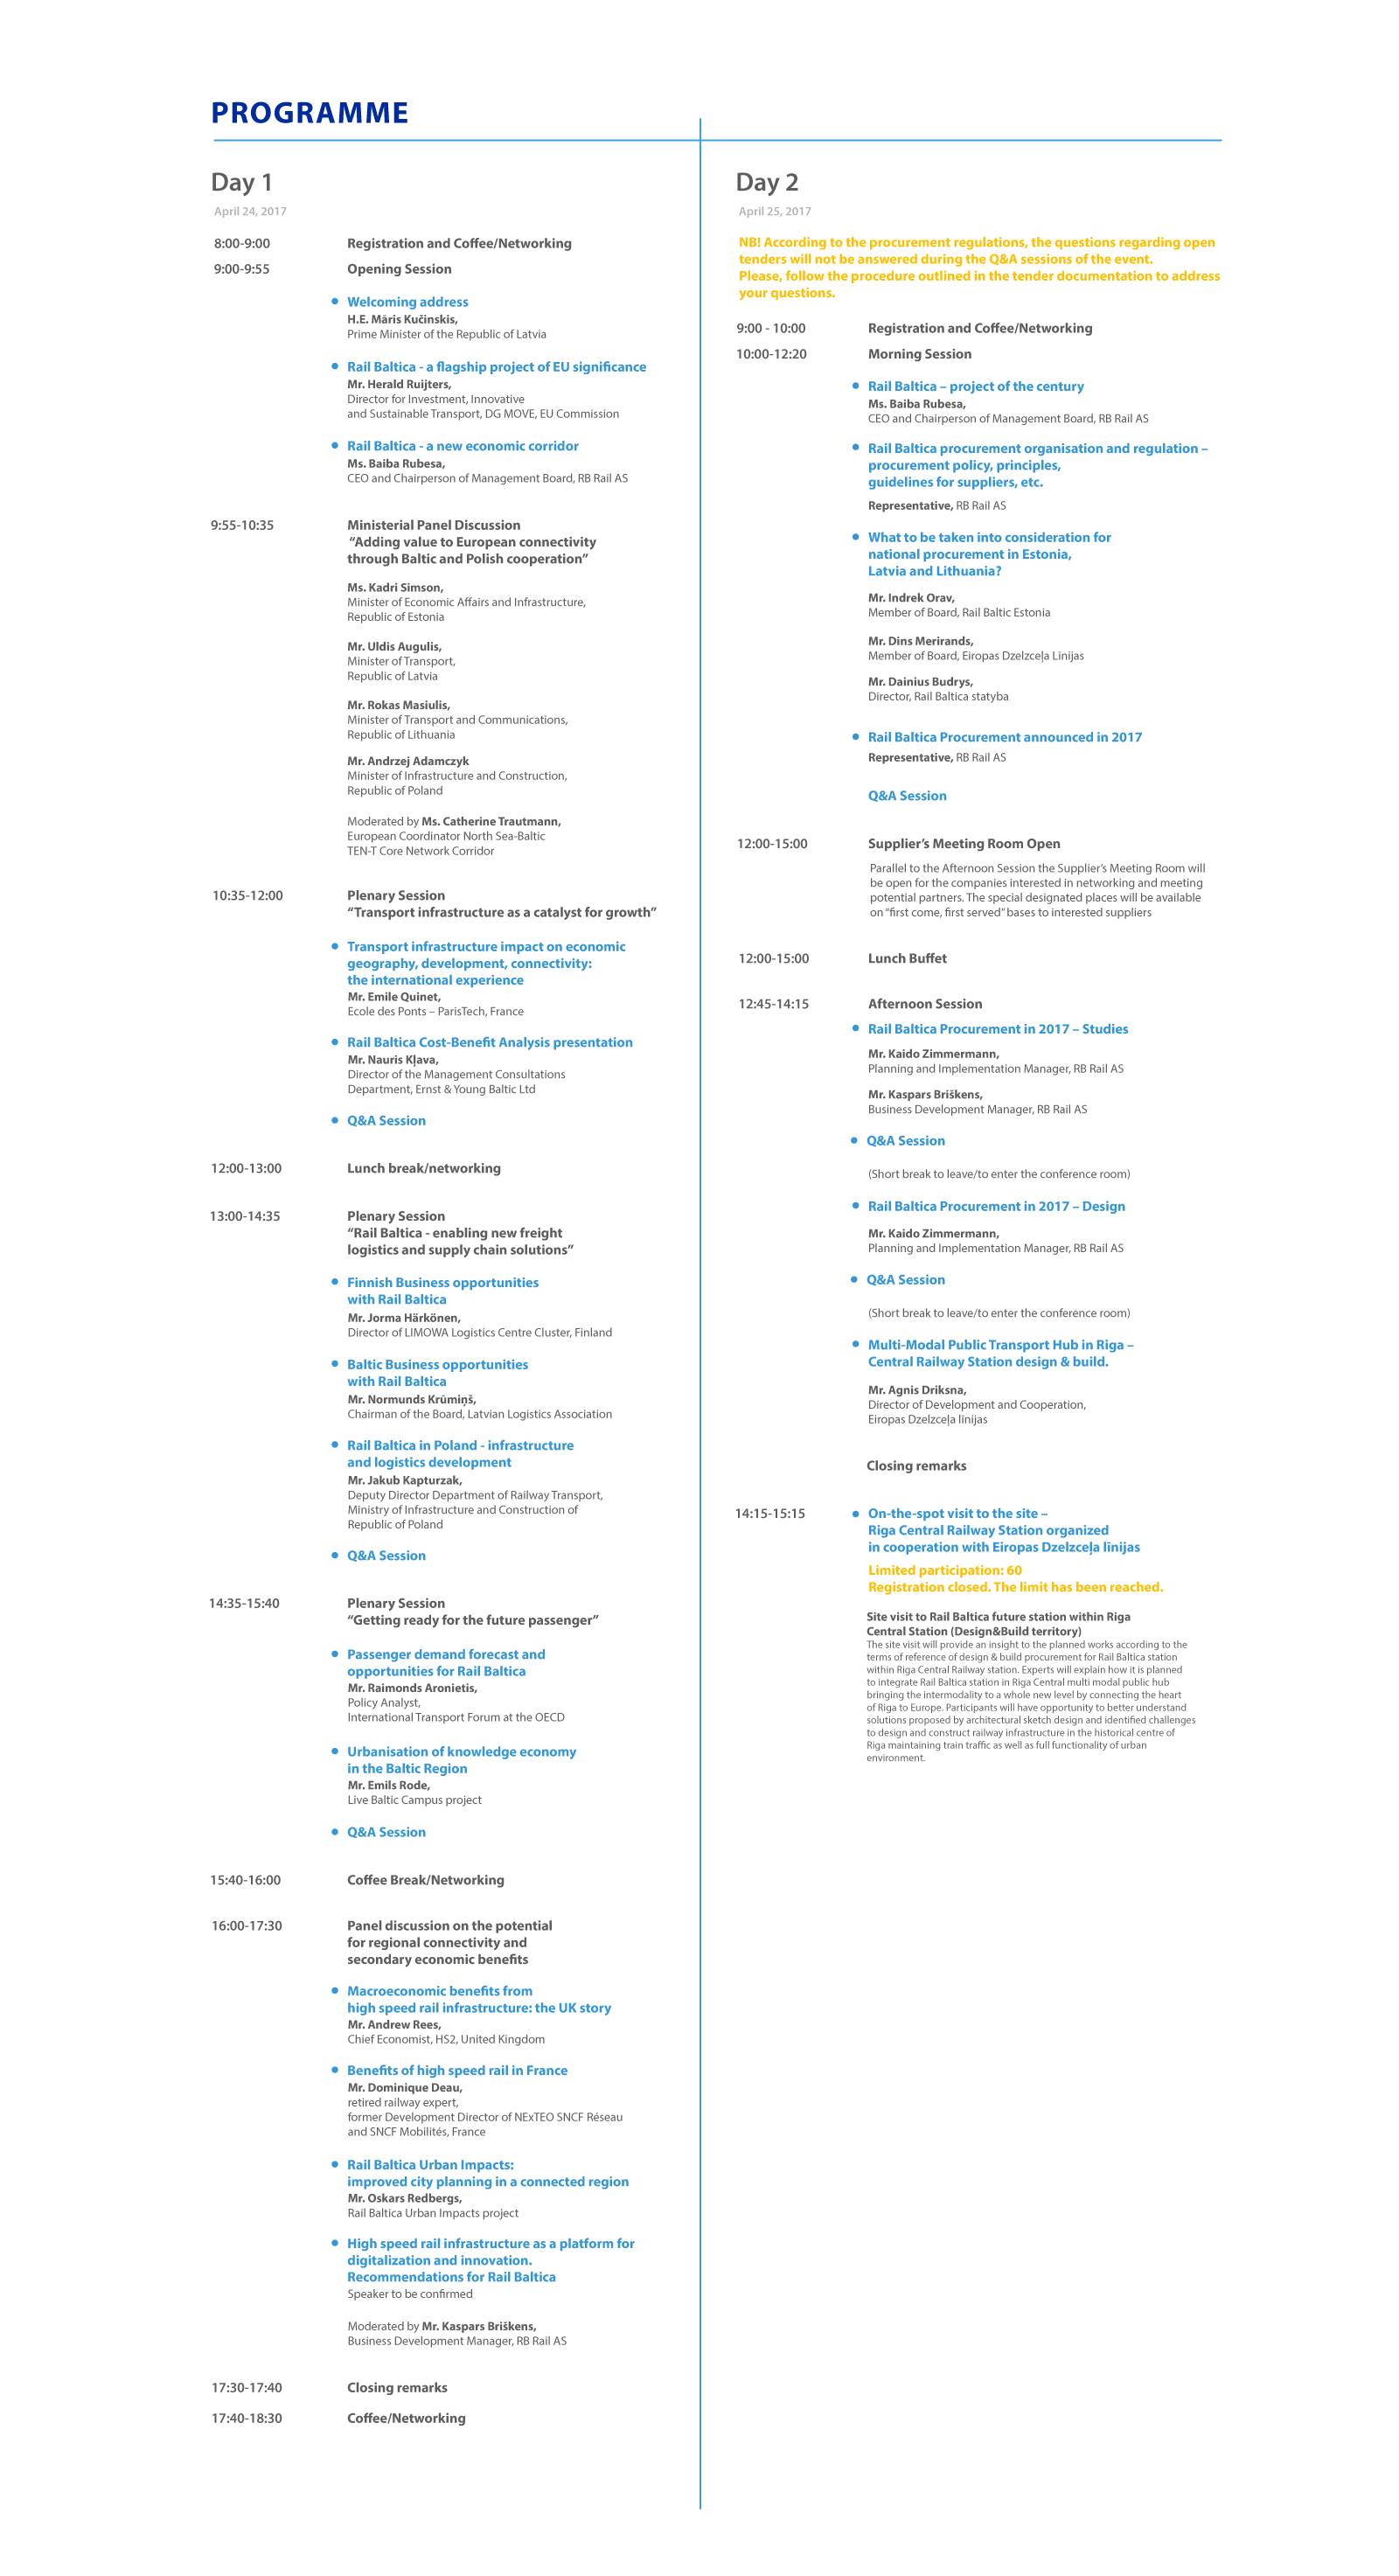 PROGRAMME
Day 1
April 24, 2017
8:00-9:00 Registration and Coffee/Networking
9:00-9:55 Opening Session
• Welcoming address
H.E. Māris Kučinskis,
Prime Minister of the Republic of Latvia
• Rail Baltica - a flagship project of EU significance
Mr. Herald Ruijters,
Director for Investment, Innovative
and Sustainable Transport, DG MOVE, EU Commission
• Rail Baltica - a new economic corridor
Ms. Baiba Rubesa,
CEO and Chairperson of Management Board, RB Rail AS
9:55-10:35 Ministerial Panel Discussion
“Adding value to European connectivity
through Baltic and Polish cooperation”
Ms. Kadri Simson,
Minister of Economic Affairs and Infrastructure,
Republic of Estonia
Mr. Uldis Augulis,
Minister of Transport,
Republic of Latvia
Mr. Rokas Masiulis,
Minister of Transport and Communications,
Republic of Lithuania
Mr. Andrzej Adamczyk
Minister of Infrastructure and Construction,
Republic of Poland
Moderated by Ms. Catherine Trautmann,
European Coordinator North Sea-Baltic
TEN-T Core Network Corridor
10:35-12:00 Plenary Session
“Transport infrastructure as a catalyst for growth”
• Transport infrastructure impact on economic
geography, development, connectivity:
the international experience
Mr. Emile Quinet,
Ecole des Ponts – ParisTech, France
• Rail Baltica Cost-Benefit Analysis presentation
Mr. Nauris Kļava,
Director of the Management Consultations
Department, Ernst & Young Baltic Ltd
• Q&A Session
12:00-13:00 Lunch break/networking
13:00-14:35 Plenary Session
“Rail Baltica - enabling new freight
logistics and supply chain solutions”
• Finnish Business opportunities
with Rail Baltica
Mr. Jorma Härkönen,
Director of LIMOWA Logistics Centre Cluster, Finland
• Baltic Business opportunities
with Rail Baltica
Mr. Normunds Krūmiņš,
Chairman of the Board, Latvian Logistics Association
• Rail Baltica in Poland - infrastructure
and logistics development
Mr. Jakub Kapturzak,
Deputy Director Department of Railway Transport,
Ministry of Infrastructure and Construction of
Republic of Poland
• Q&A Session
14:35-15:40 Plenary Session
“Getting ready for the future passenger”
• Passenger demand forecast and
opportunities for Rail Baltica
Mr. Raimonds Aronietis,
Policy Analyst,
International Transport Forum at the OECD
• Urbanisation of knowledge economy
in the Baltic Region
Mr. Emils Rode,
Live Baltic Campus project
• Q&A Session
15:40-16:00 Coffee Break/Networking
16:00-17:30 Panel discussion on the potential
for regional connectivity and
secondary economic benefits
• Macroeconomic benefits from
high speed rail infrastructure: the UK story
Mr. Andrew Rees,
Chief Economist, HS2, United Kingdom
• Benefits of high speed rail in France
Mr. Dominique Deau,
retired railway expert,
former Development Director of NExTEO SNCF Réseau
and SNCF Mobilités, France
• Rail Baltica Urban Impacts:
improved city planning in a connected region
Mr. Oskars Redbergs,
Rail Baltica Urban Impacts project
• High speed rail infrastructure as a platform for
digitalization and innovation.
Recommendations for Rail Baltica
Speaker to be confirmed
Moderated by Mr. Kaspars Briškens,
Business Development Manager, RB Rail AS
17:30-17:40 Closing remarks
17:40-18:30 Coffee/Networking
Day 2
April 25, 2017
NB! According to the procurement regulations, the questions regarding open
tenders will not be answered during the Q&A sessions of the event.
Please, follow the procedure outlined in the tender documentation to address
your questions.
9:00 - 10:00 Registration and Coffee/Networking
10:00-12:20 Morning Session
• Rail Baltica – project of the century
Ms. Baiba Rubesa,
CEO and Chairperson of Management Board, RB Rail AS
• Rail Baltica procurement organisation and regulation –
procurement policy, principles,
guidelines for suppliers, etc.
Representative, RB Rail AS
• What to be taken into consideration for
national procurement in Estonia,
Latvia and Lithuania?
Mr. Indrek Orav,
Member of Board, Rail Baltic Estonia
Mr. Dins Merirands,
Member of Board, Eiropas Dzelzceļa Līnijas
Mr. Dainius Budrys,
Director, Rail Baltica statyba
• Rail Baltica Procurement announced in 2017
Representative, RB Rail AS
Q&A Session
12:00-15:00 Supplier’s Meeting Room Open
Parallel to the Afternoon Session the Supplier’s Meeting Room will
be open for the companies interested in networking and meeting
potential partners. The special designated places will be available
on “first come, first served” bases to interested suppliers
12:00-15:00 Lunch Buffet
12:45-14:15 Afternoon Session
• Rail Baltica Procurement in 2017 – Studies
Mr. Kaido Zimmermann,
Planning and Implementation Manager, RB Rail AS
Mr. Kaspars Briškens,
Business Development Manager, RB Rail AS
• Q&A Session
(Short break to leave/to enter the conference room)
• Rail Baltica Procurement in 2017 – Design
Mr. Kaido Zimmermann,
Planning and Implementation Manager, RB Rail AS
• Q&A Session
(Short break to leave/to enter the conference room)
• Multi-Modal Public Transport Hub in Riga –
Central Railway Station design & build.
Mr. Agnis Driksna,
Director of Development and Cooperation,
Eiropas Dzelzceļa līnijas
Closing remarks
14:15-15:15 • On-the-spot visit to the site –
Riga Central Railway Station organized
in cooperation with Eiropas Dzelzceļa līnijas
Limited participation: 60
Registration closed. The limit has been reached.
Site visit to Rail Baltica future station within Riga
Central Station (Design&Build territory)
The site visit will provide an insight to the planned works according to the
terms of reference of design & build procurement for Rail Baltica station
within Riga Central Railway station. Experts will explain how it is planned
to integrate Rail Baltica station in Riga Central multi modal public hub
bringing the intermodality to a whole new level by connecting the heart
of Riga to Europe. Participants will have opportunity to better understand
solutions proposed by architectural sketch design and identified challenges
to design and construct railway infrastructure in the historical centre of
Riga maintaining train traffic as well as full functionality of urban
environment.